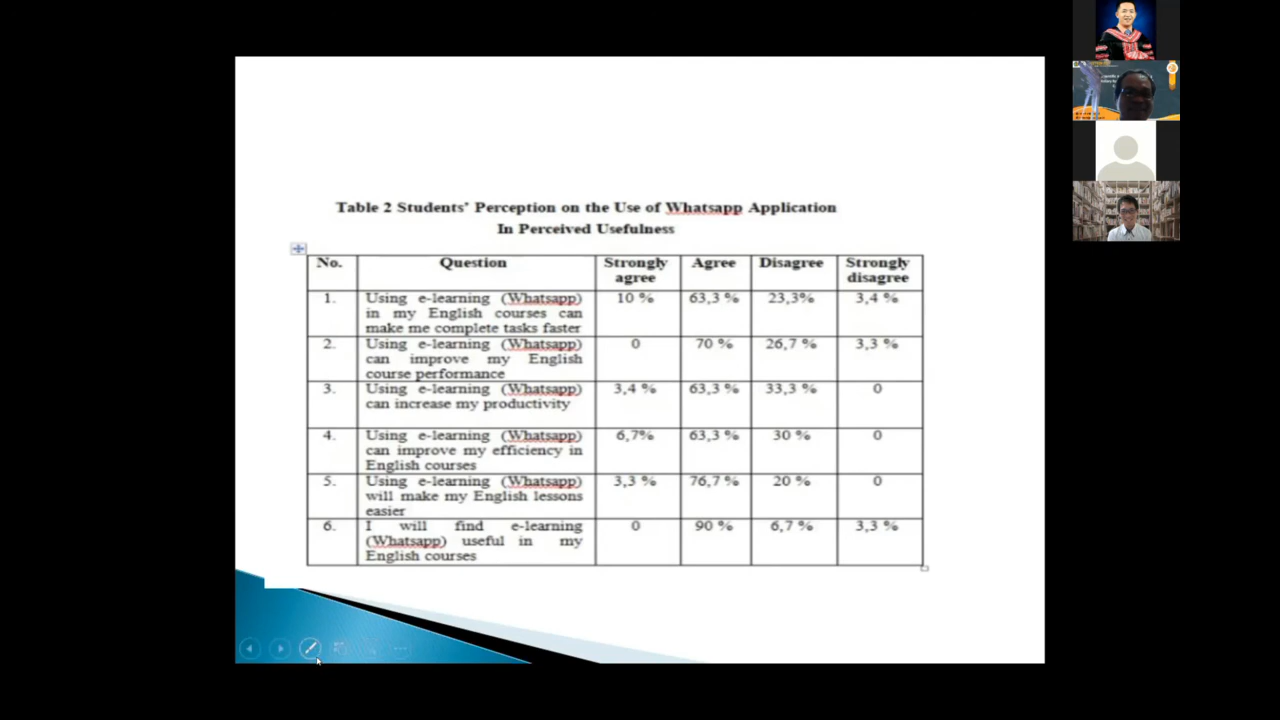 Table 2 Students' Perception on the Use of Whatsapp Application
In Perceived Usefulness
No. Question Strongly agree Agree Disagree Strongly disagree
1. Using e-learning (Whatsapp) 10 % 63,3 % 23,3% 3,4 %
in my English courses can
make me complete tasks faster
2. Using e-learning (Whatsapp) 0 70 % 26,7 % 3,3 %
can improve my English
course performance
3. Using e-learning (Whatsapp) 3,4 % 63,3 % 33,3 % 0
can increase my productivity
4. Using e-learning (Whatsapp) 6,7% 63,3 % 30 % 0
can improve my efficiency in
English courses
5. Using e-learning (Whatsapp) 3,3 % 76,7 % 20 % 0
will make my English lessons
easier
6. I will find e-learning 0 90 % 6,7 % 3,3 %
(Whatsapp) useful in my
English courses